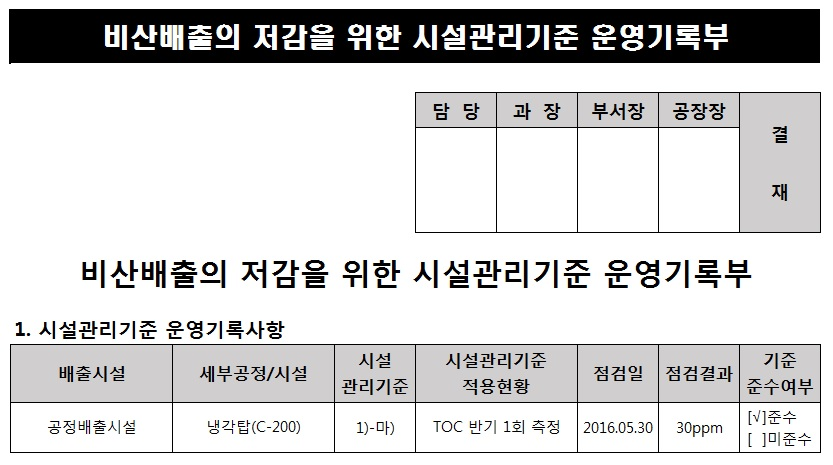 비산배출의 저감을 위한 시설관리기준 운영기록부
담 당 과 장 부서장 공장장 결
재
비산배출의 저감을 위한 시설관리기준 운영기록부
1. 시설관리기준 운영기록사항
배출시설 세부공정/시설 시설 관리기준 시설관리기준 적용현황 점검일 점검결과 기준 준수여부
공정배출시설 냉각탑(C-200) 1)-마) TOC 반기 1회 측정 2016.05.30 30ppm [√]준수
[ ]미준수